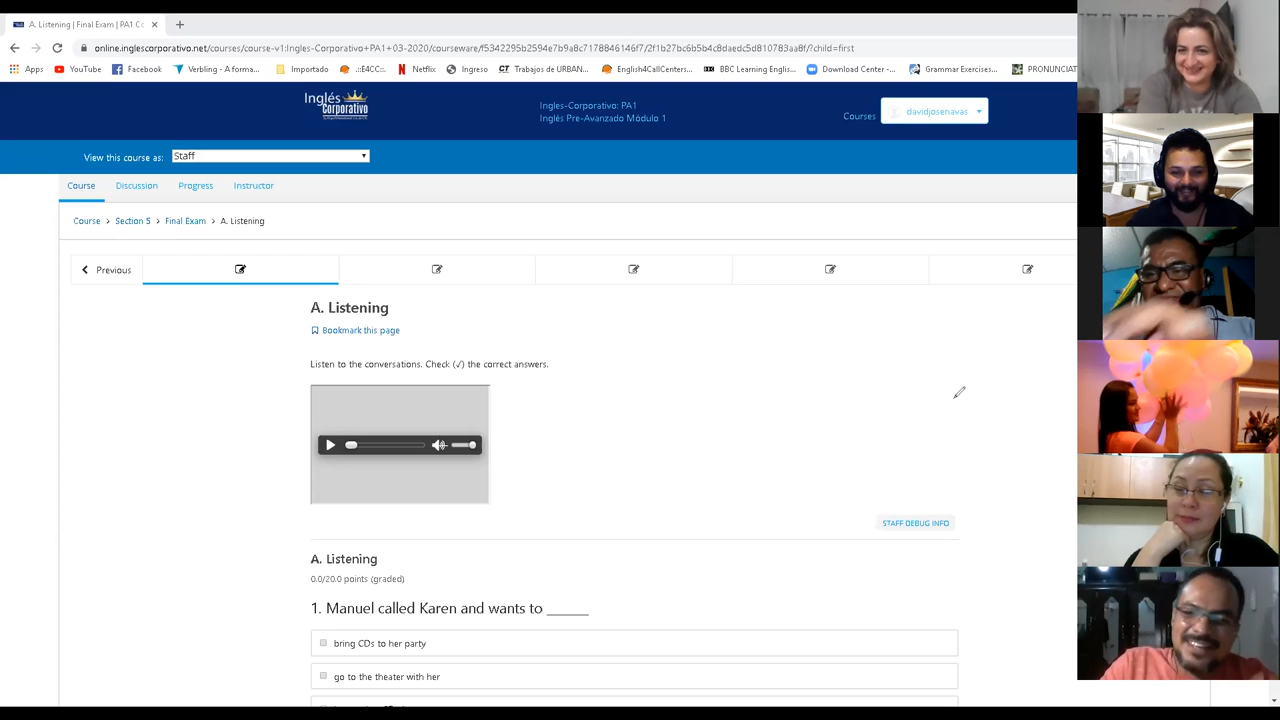 A. Listening | Final Exam | PA1 Co
online.inglescorporativo.net/courses/course-v1:Ingles-Corporativo+PA1+03-2020/courseware/f5342295b2594e7b9a8c7178846146f7/2f1b27bc6b5b4c8daedc5d810783aa8f/?child=first
Apps YouTube Facebook Verbling - A forma... Importado .::E4CC::. Netflix Ingreso Trabajos de URBAN... English4CallCenters... BBC Learning Englis... Download Center -... Grammar Exercises... PRONUNCIAT
Inglés
Corporativo
Ingles-Corporativo: PA1
Inglés Pre-Avanzado Módulo 1
Courses davidjosenavas
View this course as: Staff
Course Discussion Progress Instructor
Course > Section 5 > Final Exam > A. Listening
Previous
A. Listening
Bookmark this page
Listen to the conversations. Check (√) the correct answers.
STAFF DEBUG INFO
A. Listening
0.0/20.0 points (graded)
1. Manuel called Karen and wants to ______
bring CDs to her party
go to the theater with her